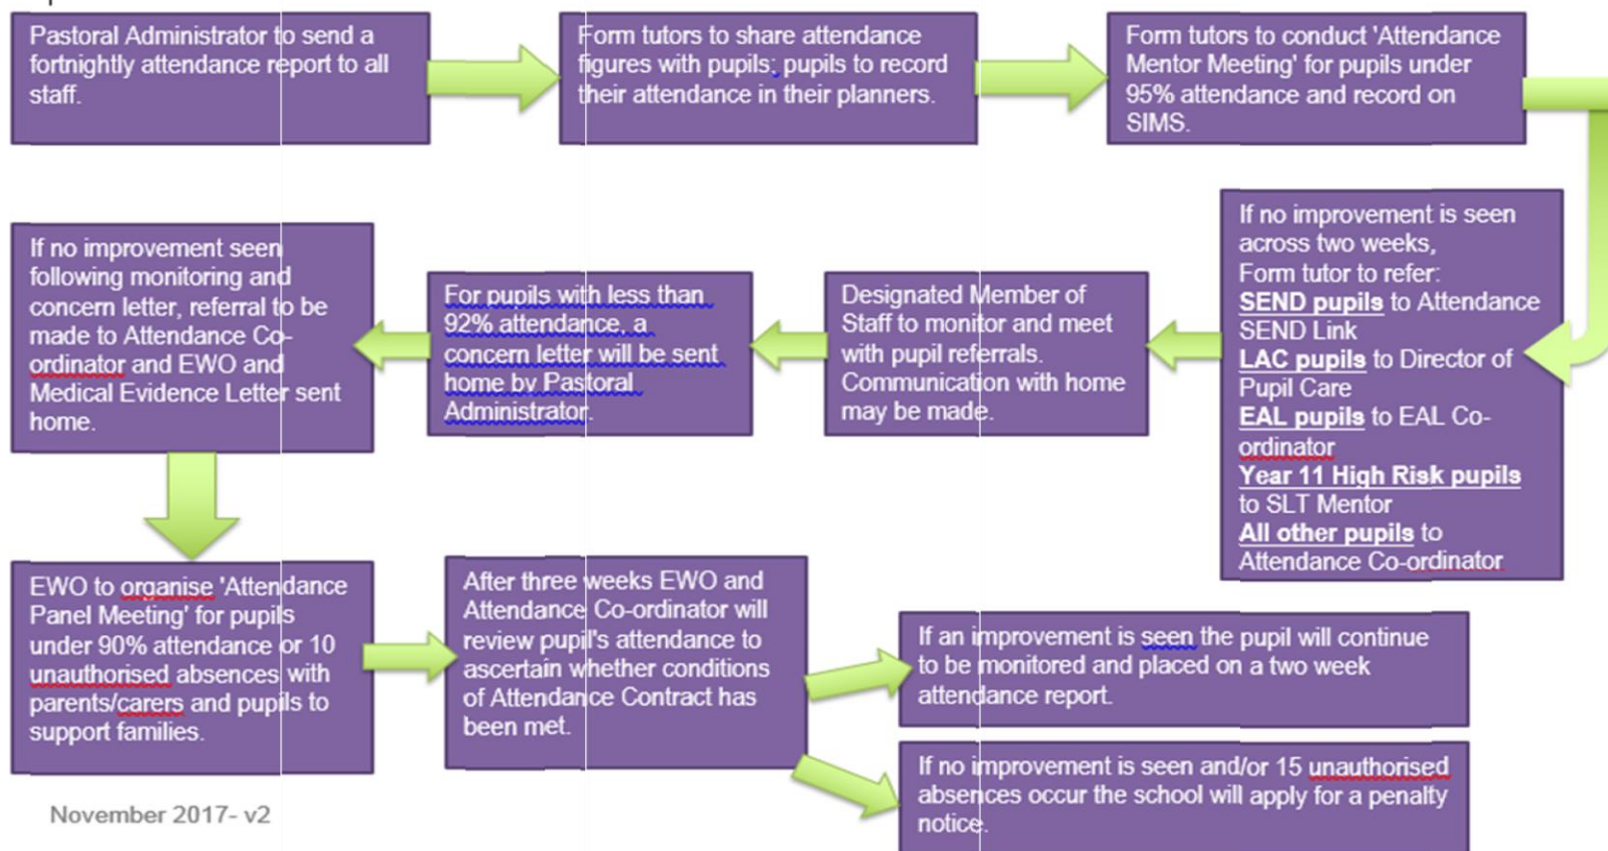 Pastoral Administrator to send a
fortnightly attendance report to all
staff.
Form tutors to share attendance
figures with pupils; pupils to record
their attendance in their planners.
Form tutors to conduct 'Attendance
Mentor Meeting' for pupils under
95% attendance and record on
SIMS.
If no improvement is seen
across two weeks,
Form tutor to refer:
SEND pupils to Attendance
SEND Link
LAC pupils to Director of
Pupil Care
EAL pupils to EAL Co-
ordinator
Year 11 High Risk pupils
to SLT Mentor
All other pupils to
Attendance Co-ordinator
Designated Member of
Staff to monitor and meet
with pupil referrals.
Communication with home
may be made.
For pupils with less than
92% attendance, a
concern letter will be sent
home by Pastoral
Administrator.
If no improvement seen
following monitoring and
concern letter, referral to be
made to Attendance Co-
ordinator and EWO and
Medical Evidence Letter sent
home.
EWO to organise 'Attendance
Panel Meeting' for pupils
under 90% attendance or 10
unauthorised absences with
parents/carers and pupils to
support families.
After three weeks EWO and
Attendance Co-ordinator will
review pupil's attendance to
ascertain whether conditions
of Attendance Contract has
been met.
If an improvement is seen the pupil will continue
to be monitored and placed on a two week
attendance report.
If no improvement is seen and/or 15 unauthorised
absences occur the school will apply for a penalty
notice.
November 2017- v2